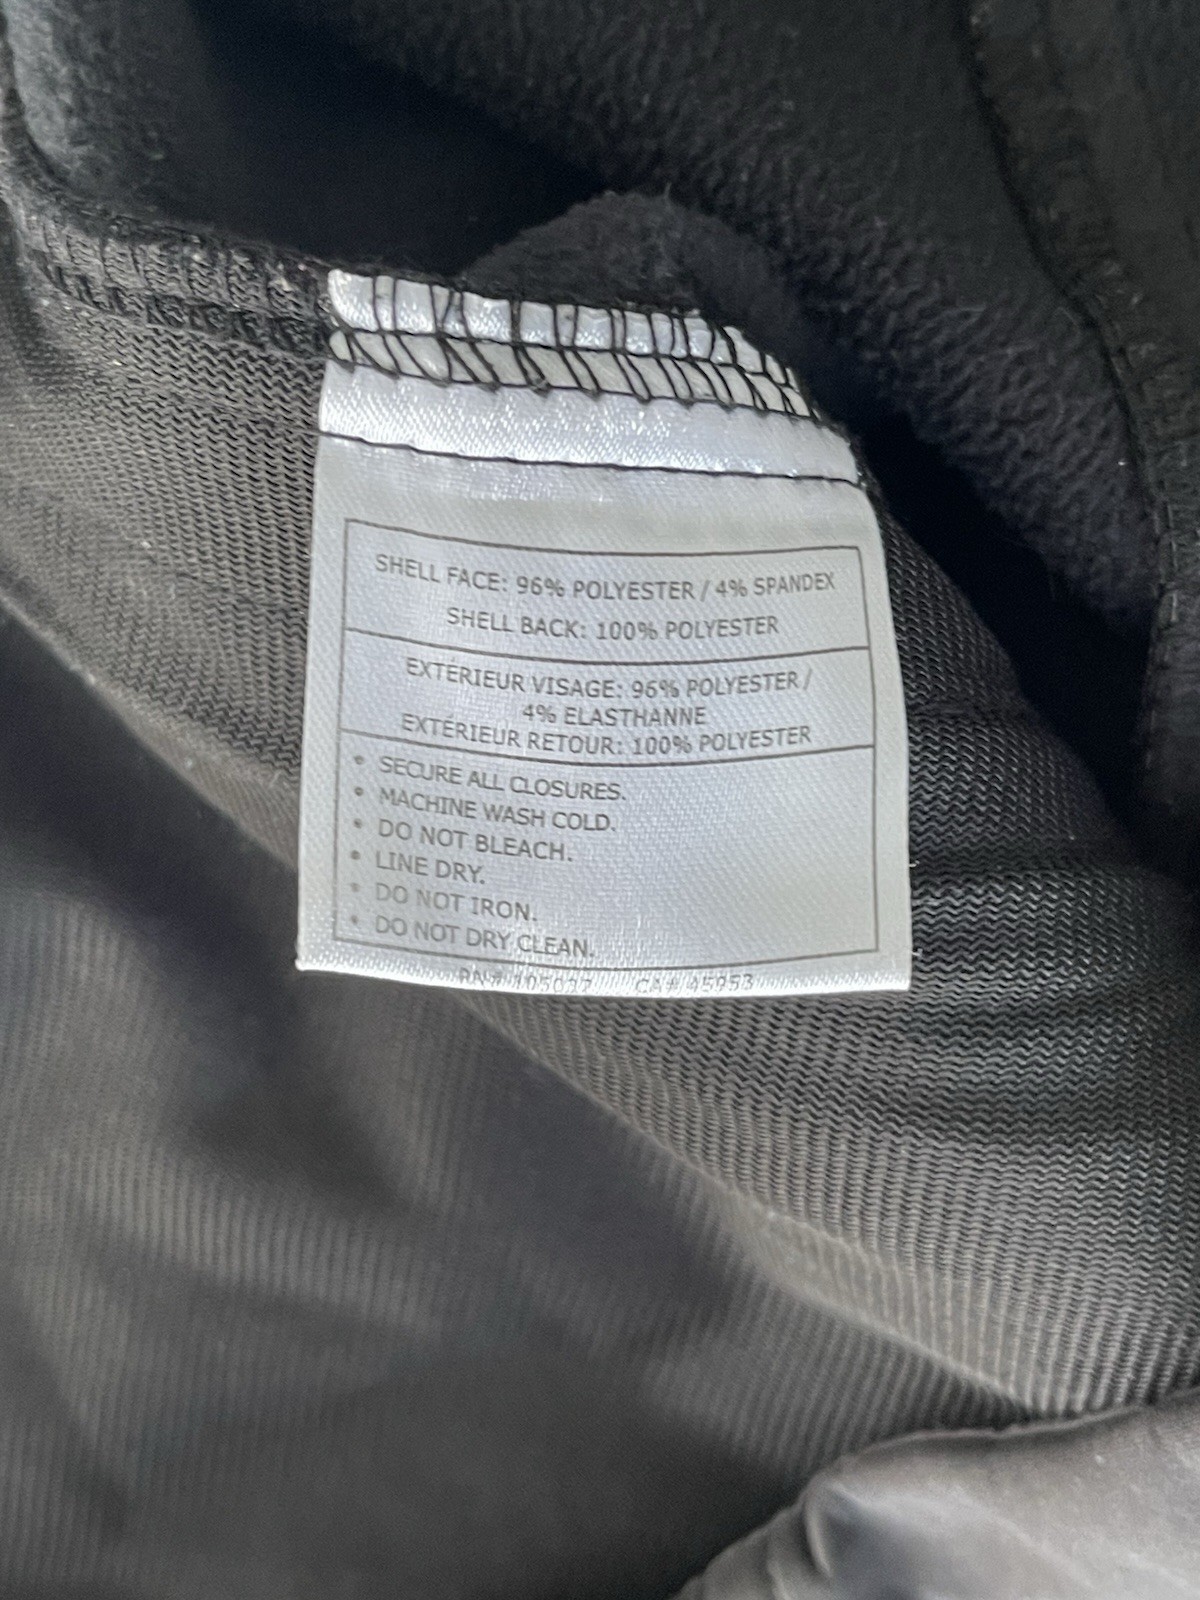 SHELL FACE: 96% POLYESTER / 4% SPANDEX
SHELL BACK: 100% POLYESTER
EXTÉRIEUR VISAGE: 96% POLYESTER /
4% ELASTHANNE
EXTÉRIEUR RETOUR: 100% POLYESTER
• SECURE ALL CLOSURES.
• MACHINE WASH COLD.
• DO NOT BLEACH.
• LINE DRY.
• DO NOT IRON.
• DO NOT DRY CLEAN.
RN# 105037 CA# 45953